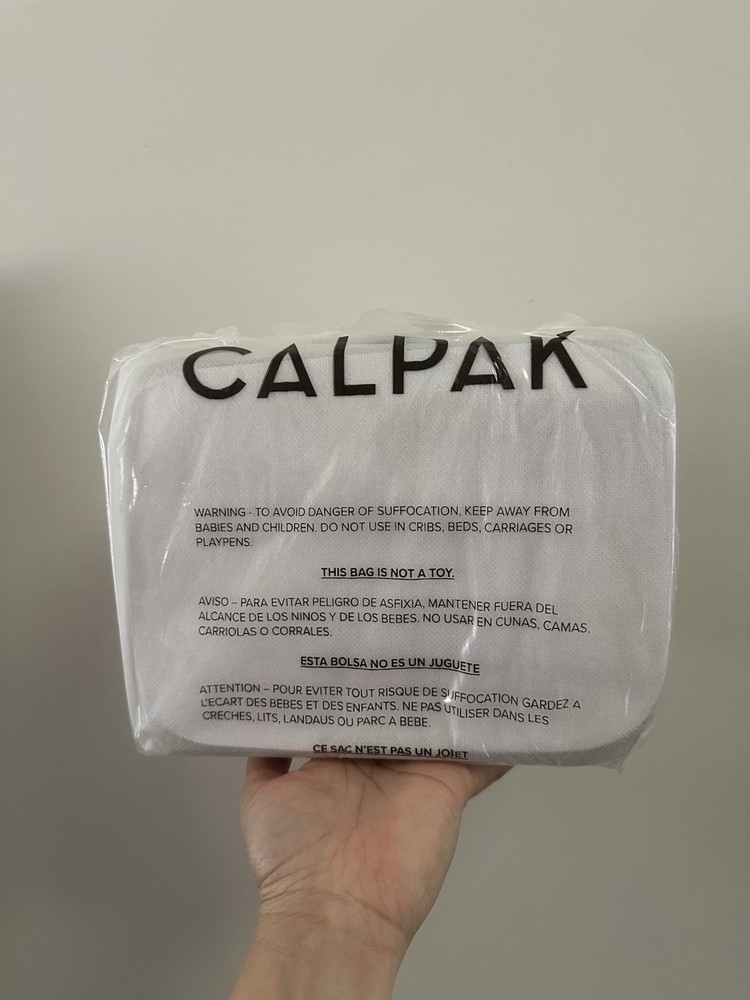 CALPAK
WARNING - TO AVOID DANGER OF SUFFOCATION, KEEP AWAY FROM
BABIES AND CHILDREN. DO NOT USE IN CRIBS, BEDS, CARRIAGES OR
PLAYPENS.
THIS BAG IS NOT A TOY.
AVISO – PARA EVITAR PELIGRO DE ASFIXIA, MANTENER FUERA DEL
ALCANCE DE LOS NINOS Y DE LOS BEBES. NO USAR EN CUNAS, CAMAS,
CARRIOLAS O CORRALES.
ESTA BOLSA NO ES UN JUGUETE
ATTENTION – POUR EVITER TOUT RISQUE DE SUFFOCATION GARDEZ A
L'ECART DES BEBES ET DES ENFANTS. NE PAS UTILISER DANS LES
CRECHES, LITS, LANDAUS OU PARC A BEBE.
CE SAC N'EST PAS UN JOIET